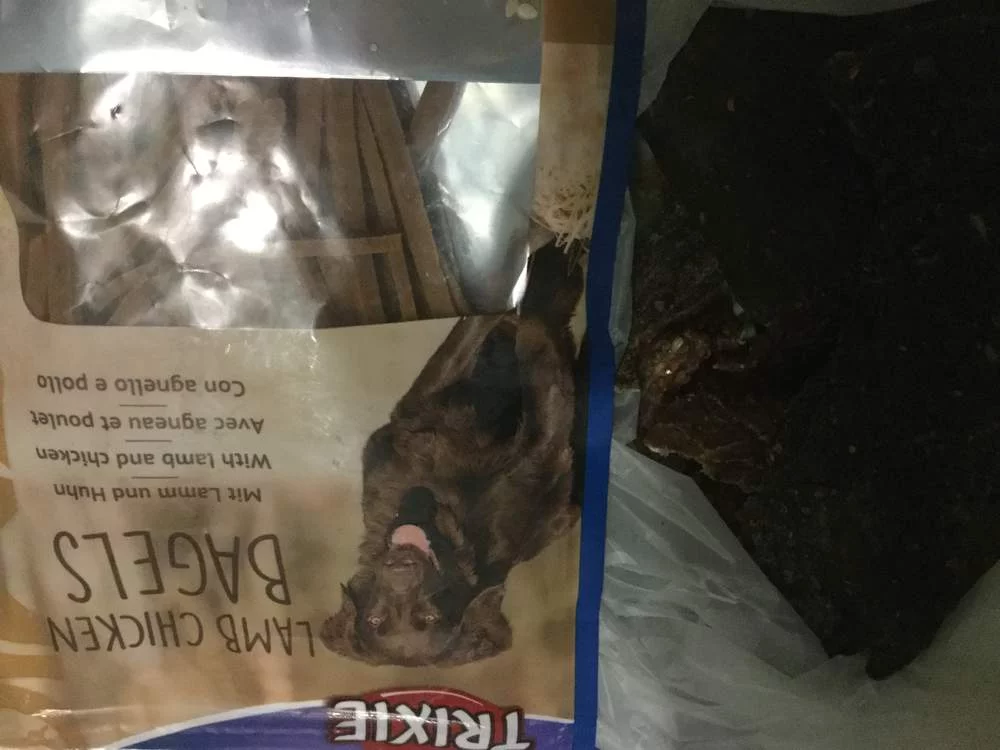 TRIXIE
LAMB CHICKEN
BAGELS
Mit Lamm und Huhn
With lamb and chicken
Avec agneau et poulet
Con agnello e pollo